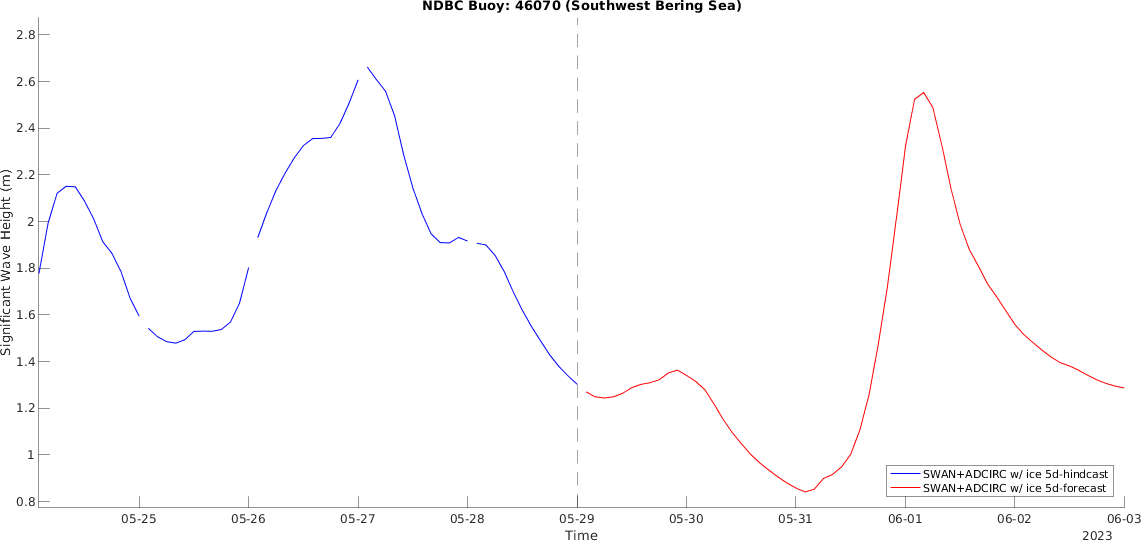 NDBC Buoy: 46070 (Southwest Bering Sea)
Significant Wave Height (m)
2.8
2.6
2.4
2.2
2
1.8
1.6
1.4
1.2
1
0.8
SWAN+ADCIRC w/ ice 5d-hindcast
SWAN+ADCIRC w/ ice 5d-forecast
05-25 05-26 05-27 05-28 05-29 05-30 05-31 06-01 06-02 06-03
Time
2023